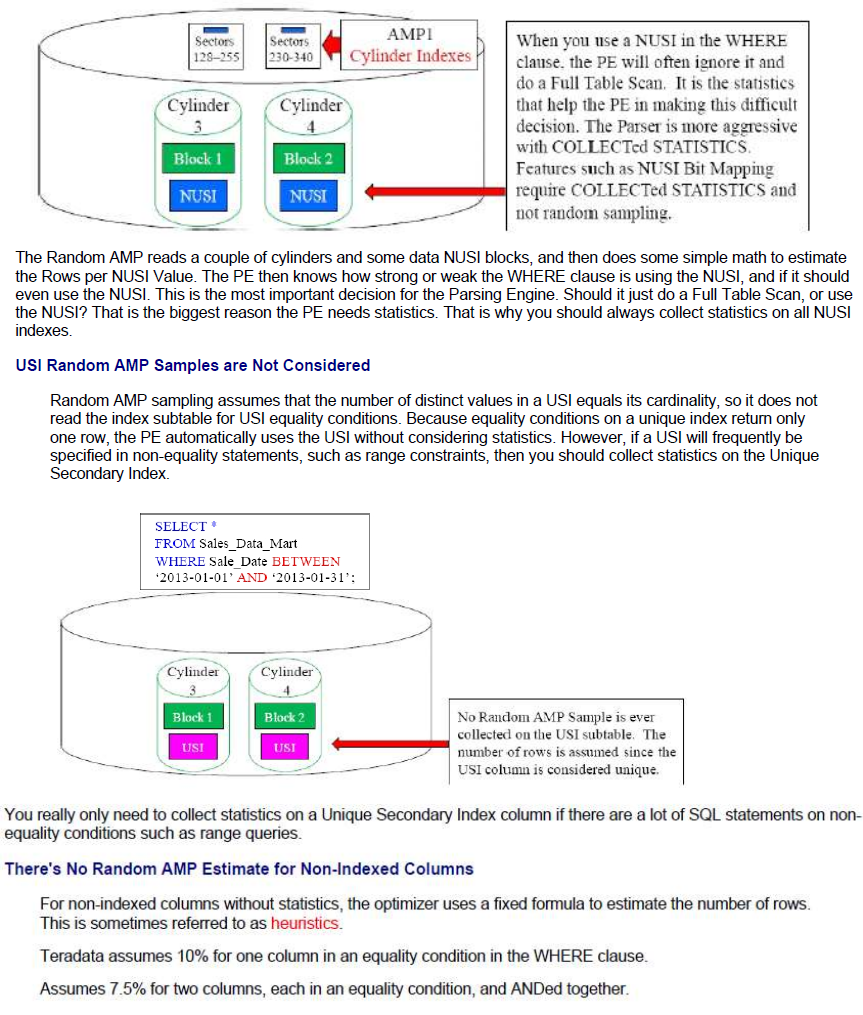 Sectors
128–255
Sectors
230-340
AMP1
Cylinder Indexes
Cylinder
3
Block 1
NUSI
Cylinder
4
Block 2
NUSI
When you use a NUSI in the WHERE
clause, the PE will often ignore it and
do a Full Table Scan. It is the statistics
that help the PE in making this difficult
decision. The Parser is more aggressive
with COLLECTed STATISTICS.
Features such as NUSI Bit Mapping
require COLLECTed STATISTICS and
not random sampling.
The Random AMP reads a couple of cylinders and some data NUSI blocks, and then does some simple math to estimate
the Rows per NUSI Value. The PE then knows how strong or weak the WHERE clause is using the NUSI, and if it should
even use the NUSI. This is the most important decision for the Parsing Engine. Should it just do a Full Table Scan, or use
the NUSI? That is the biggest reason the PE needs statistics. That is why you should always collect statistics on all NUSI
indexes.
USI Random AMP Samples are Not Considered
Random AMP sampling assumes that the number of distinct values in a USI equals its cardinality, so it does not
read the index subtable for USI equality conditions. Because equality conditions on a unique index return only
one row, the PE automatically uses the USI without considering statistics. However, if a USI will frequently be
specified in non-equality statements, such as range constraints, then you should collect statistics on the Unique
Secondary Index.
SELECT *
FROM Sales_Data_Mart
WHERE Sale_Date BETWEEN
‘2013-01-01’ AND ‘2013-01-31’;
Cylinder
3
Block 1
USI
Cylinder
4
Block 2
USI
No Random AMP Sample is ever
collected on the USI subtable. The
number of rows is assumed since the
USI column is considered unique.
You really only need to collect statistics on a Unique Secondary Index column if there are a lot of SQL statements on non-
equality conditions such as range queries.
There's No Random AMP Estimate for Non-Indexed Columns
For non-indexed columns without statistics, the optimizer uses a fixed formula to estimate the number of rows.
This is sometimes referred to as heuristics.
Teradata assumes 10% for one column in an equality condition in the WHERE clause.
Assumes 7.5% for two columns, each in an equality condition, and ANDed together.